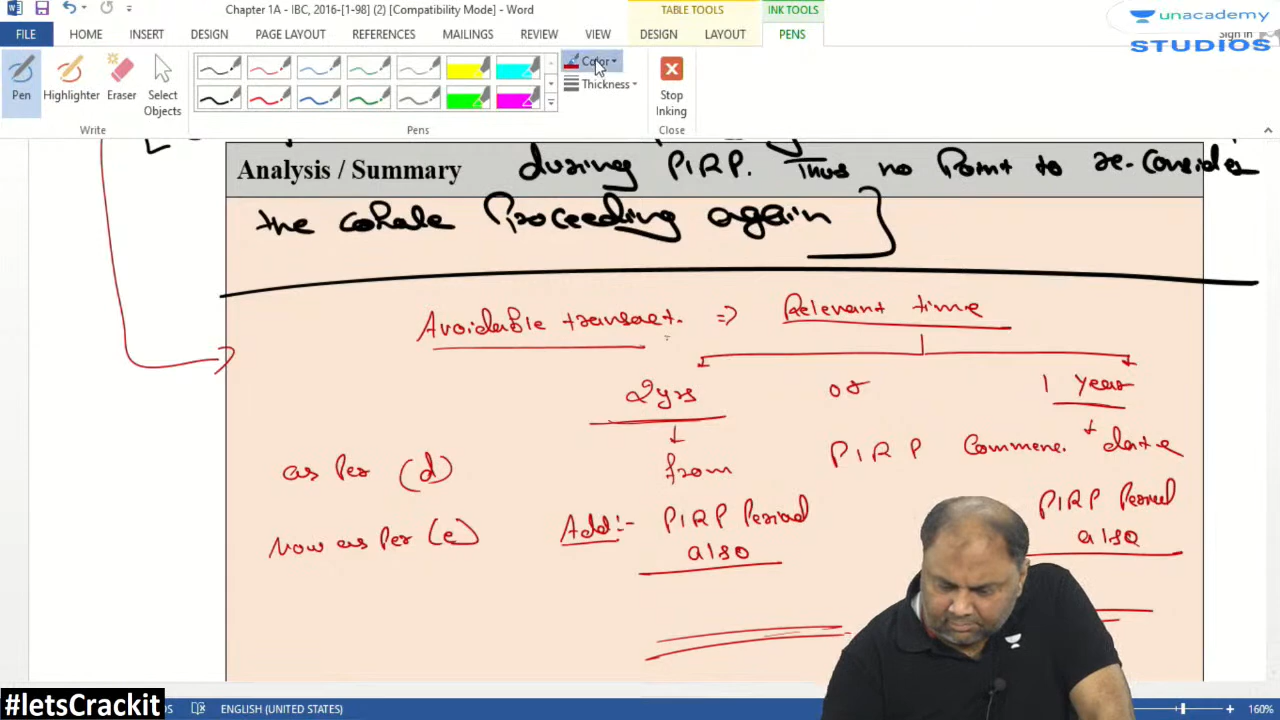 Chapter 1A - IBC, 2016-[1-98] (2) [Compatibility Mode] - Word
TABLE TOOLS
INK TOOLS
unacademy
STUDIOS
Sign in
FILE HOME INSERT DESIGN PAGE LAYOUT REFERENCES MAILINGS REVIEW VIEW DESIGN LAYOUT PENS
Pen
Highlighter
Eraser
Select Objects
Color
Thickness
Stop Inking
Write
Pens
Close
Analysis / Summary during PIRP. Thus no Point to re-consider
the whole Proceeding again
Avoidable transact. => Relevant time
2yrs or 1 year
as per (d) from PIRP Commence. date
Now as per (e) Add:- PIRP Period also PIRP Period also
#letsCrackit
ENGLISH (UNITED STATES)
160%